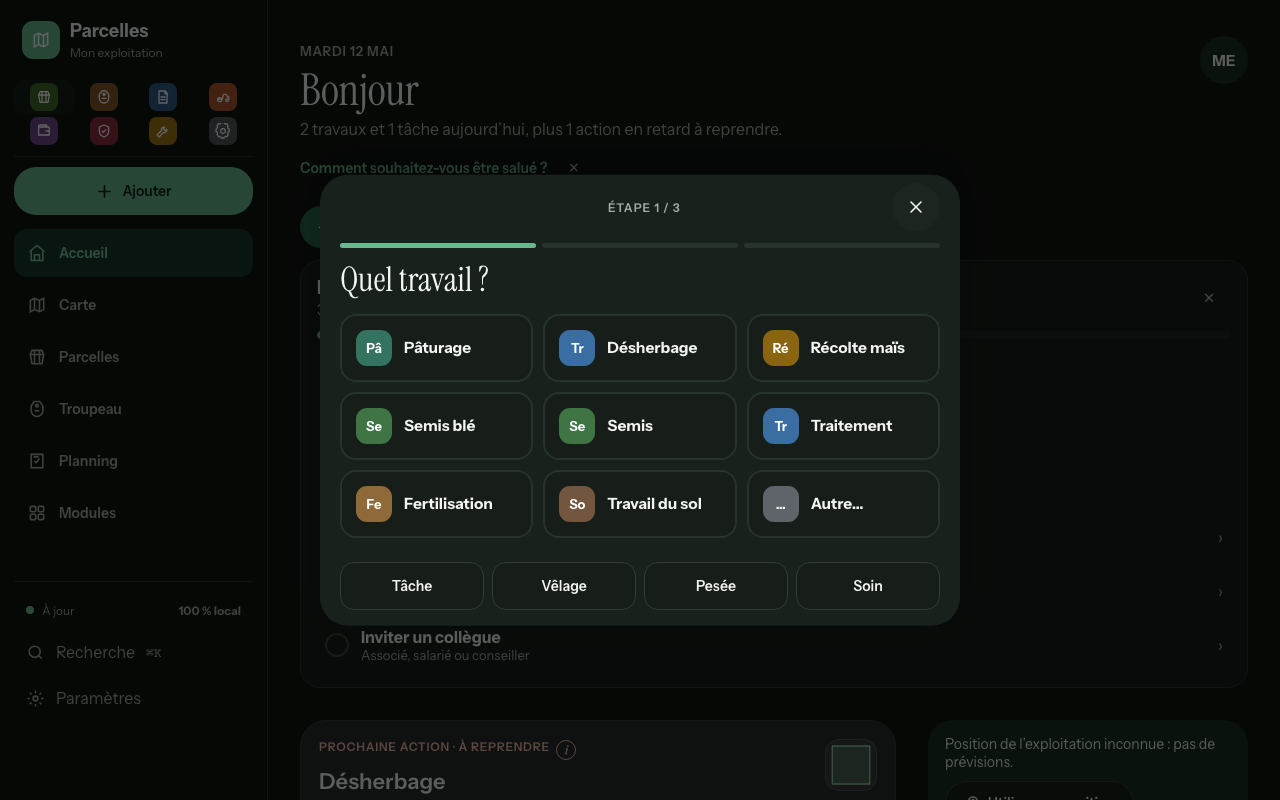 Parcelles
Mon exploitation
Ajouter
Accueil
Carte
Parcelles
Troupeau
Planning
Modules
À jour
100 % local
Recherche ⌘K
Paramètres
MARDI 12 MAI
Bonjour
2 travaux et 1 tâche aujourd'hui, plus 1 action en retard à reprendre.
Comment souhaitez-vous être salué ?
ME
ÉTAPE 1 / 3
Quel travail ?
Pâ Pâturage
Tr Désherbage
Ré Récolte maïs
Se Semis blé
Se Semis
Tr Traitement
Fe Fertilisation
So Travail du sol
... Autre...
Tâche
Vêlage
Pesée
Soin
Inviter un collègue
Associé, salarié ou conseiller
PROCHAINE ACTION · À REPRENDRE i
Désherbage
Position de l'exploitation inconnue : pas de
prévisions.